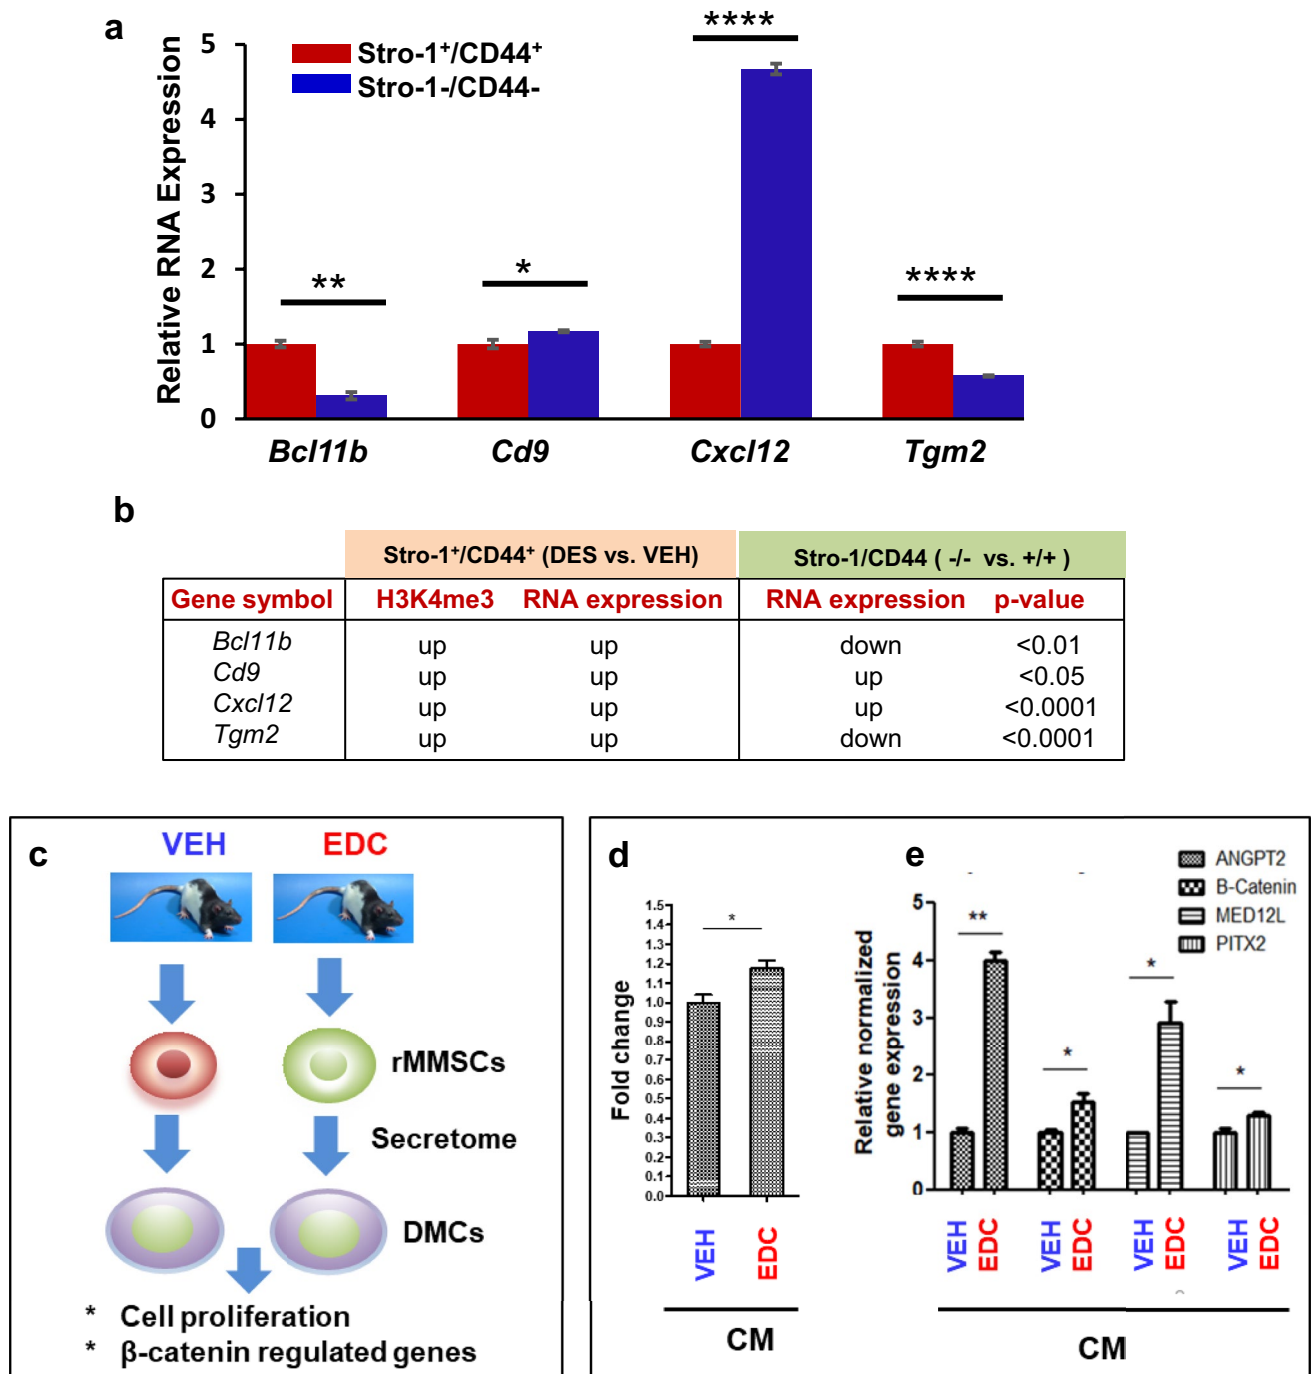 a
****
5
Stro-1⁺/CD44⁺
Stro-1-/CD44-
4
3
2
1
0
Relative RNA Expression
**
*
****
Bcl11b Cd9 Cxcl12 Tgm2
b
Stro-1⁺/CD44⁺ (DES vs. VEH) Stro-1/CD44 ( -/- vs. +/+ )
Gene symbol H3K4me3 RNA expression RNA expression p-value
Bcl11b up up down <0.01
Cd9 up up up <0.05
Cxcl12 up up up <0.0001
Tgm2 up up down <0.0001
c
VEH EDC
rMMSCs
Secretome
DMCs
* Cell proliferation
* β-catenin regulated genes
d
Fold change
1.5
1.4
1.3
1.2
1.1
1.0
0.9
0.8
0.7
0.6
0.5
0.4
0.3
0.2
0.1
0.0
*
VEH EDC
CM
e
ANGPT2
B-Catenin
MED12L
PITX2
Relative normalized
gene expression
5
4
3
2
1
0
**
*
*
*
VEH EDC VEH EDC VEH EDC VEH EDC
CM